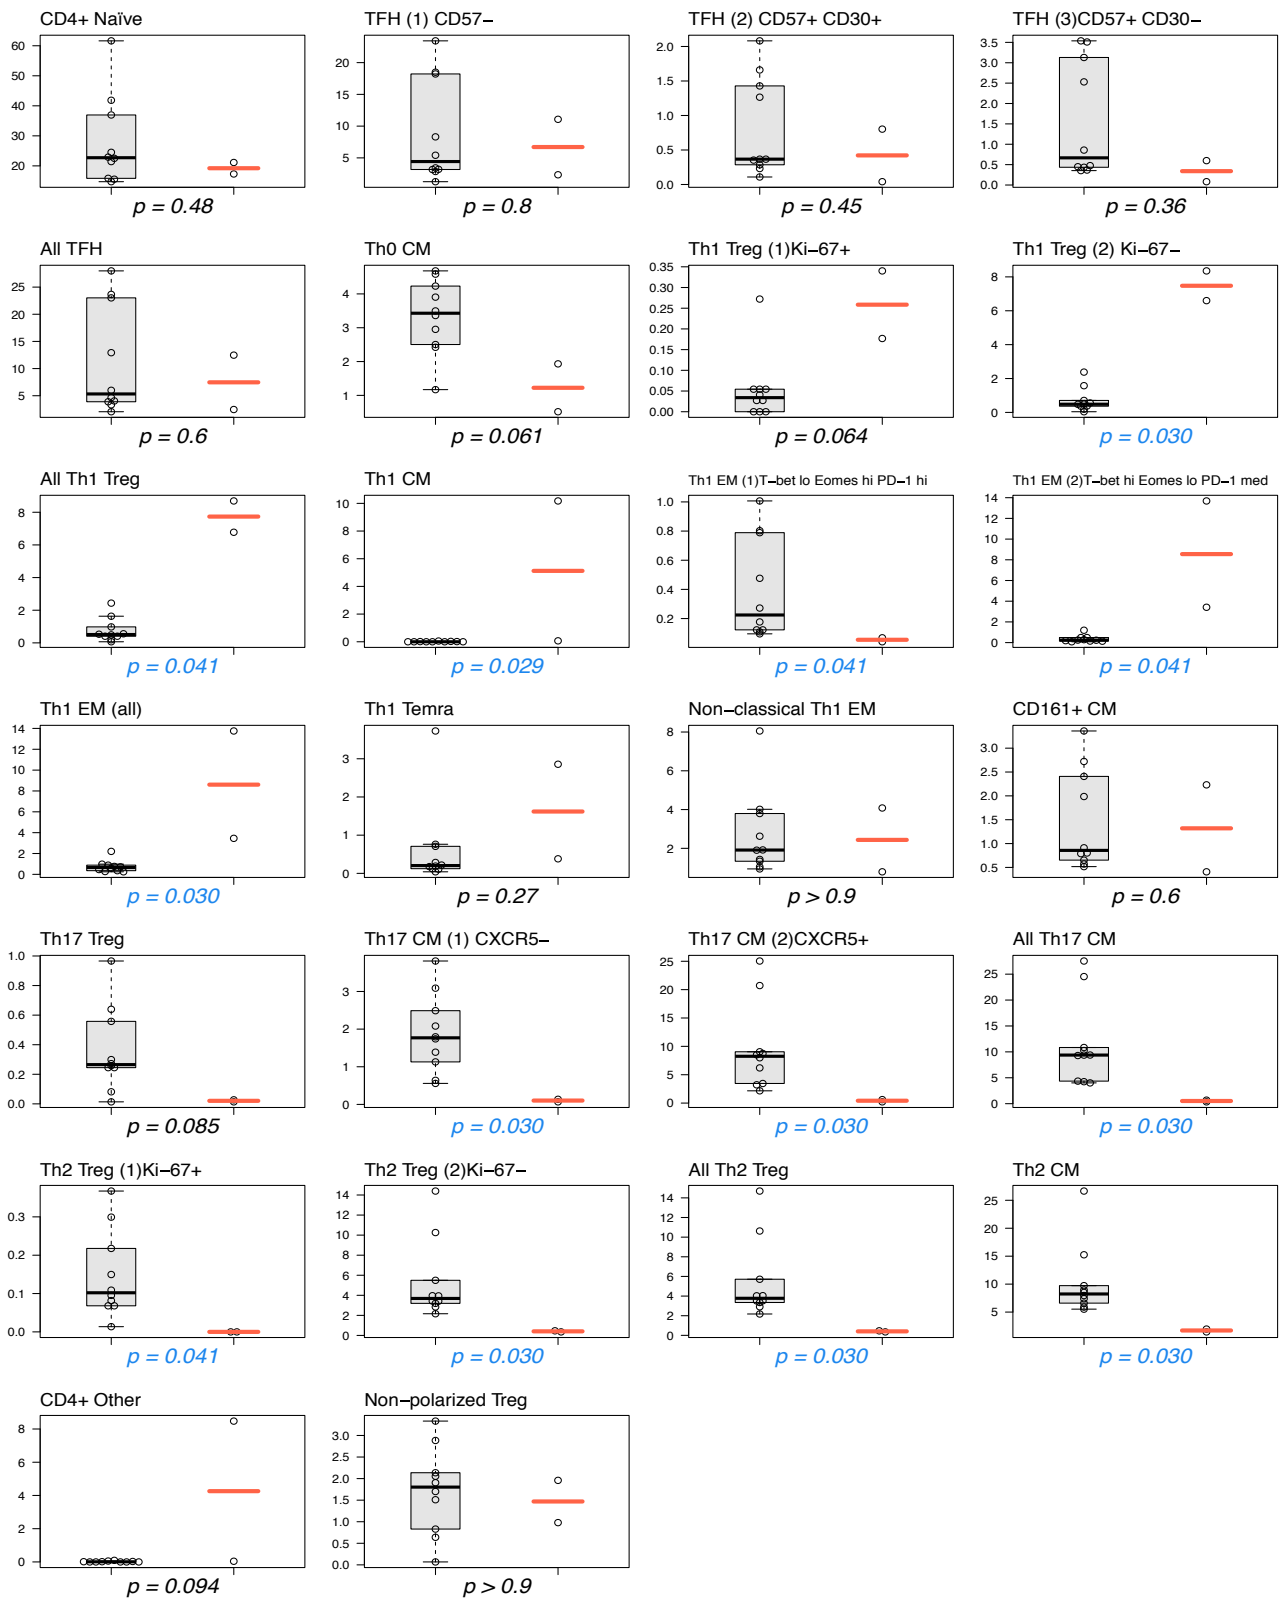 CD4+ Naïve
60
50
40
30
20
p = 0.48
TFH (1) CD57−
20
15
10
5
p = 0.8
TFH (2) CD57+ CD30+
2.0
1.5
1.0
0.5
0.0
p = 0.45
TFH (3)CD57+ CD30−
3.5
3.0
2.5
2.0
1.5
1.0
0.5
0.0
p = 0.36
All TFH
25
20
15
10
5
p = 0.6
Th0 CM
4
3
2
1
p = 0.061
Th1 Treg (1)Ki−67+
0.35
0.30
0.25
0.20
0.15
0.10
0.05
0.00
p = 0.064
Th1 Treg (2) Ki−67−
8
6
4
2
0
p = 0.030
All Th1 Treg
8
6
4
2
0
p = 0.041
Th1 CM
10
8
6
4
2
0
p = 0.029
Th1 EM (1)T−bet lo Eomes hi PD−1 hi
1.0
0.8
0.6
0.4
0.2
p = 0.041
Th1 EM (2)T−bet hi Eomes lo PD−1 med
14
12
10
8
6
4
2
0
p = 0.041
Th1 EM (all)
14
12
10
8
6
4
2
0
p = 0.030
Th1 Temra
3
2
1
0
p = 0.27
Non−classical Th1 EM
8
6
4
2
p > 0.9
CD161+ CM
3.0
2.5
2.0
1.5
1.0
0.5
p = 0.6
Th17 Treg
1.0
0.8
0.6
0.4
0.2
0.0
p = 0.085
Th17 CM (1) CXCR5−
3
2
1
0
p = 0.030
Th17 CM (2)CXCR5+
25
20
15
10
5
0
p = 0.030
All Th17 CM
25
20
15
10
5
0
p = 0.030
Th2 Treg (1)Ki−67+
0.3
0.2
0.1
0.0
p = 0.041
Th2 Treg (2)Ki−67−
14
12
10
8
6
4
2
0
p = 0.030
All Th2 Treg
14
12
10
8
6
4
2
0
p = 0.030
Th2 CM
25
20
15
10
5
p = 0.030
CD4+ Other
8
6
4
2
0
p = 0.094
Non−polarized Treg
3.0
2.5
2.0
1.5
1.0
0.5
0.0
p > 0.9